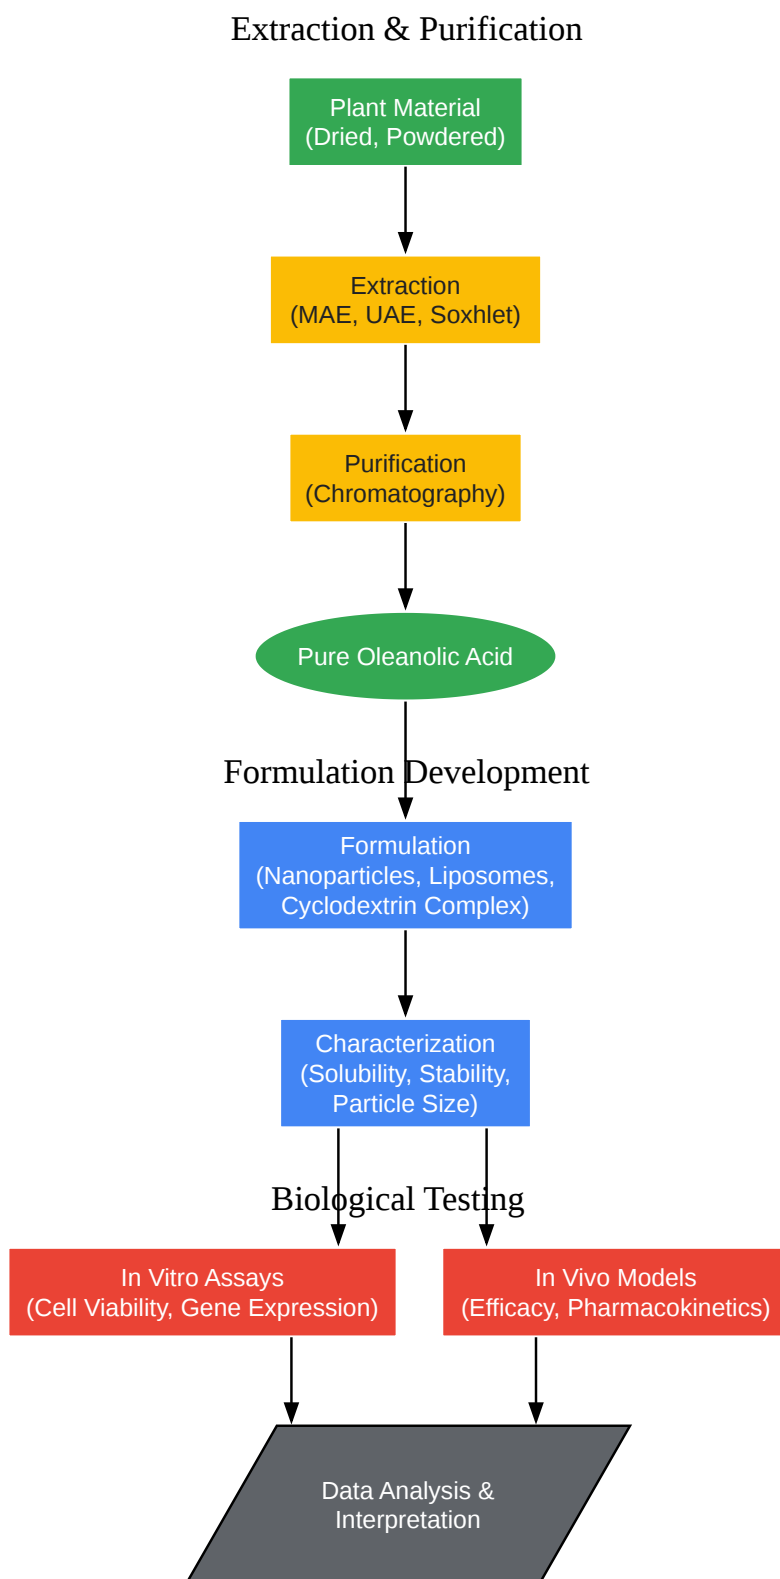 Extraction & Purification
Plant Material
(Dried, Powdered)
Extraction
(MAE, UAE, Soxhlet)
Purification
(Chromatography)
Pure Oleanolic Acid
Formulation Development
Formulation
(Nanoparticles, Liposomes,
Cyclodextrin Complex)
Characterization
(Solubility, Stability,
Particle Size)
Biological Testing
In Vitro Assays
(Cell Viability, Gene Expression)
In Vivo Models
(Efficacy, Pharmacokinetics)
Data Analysis &
Interpretation